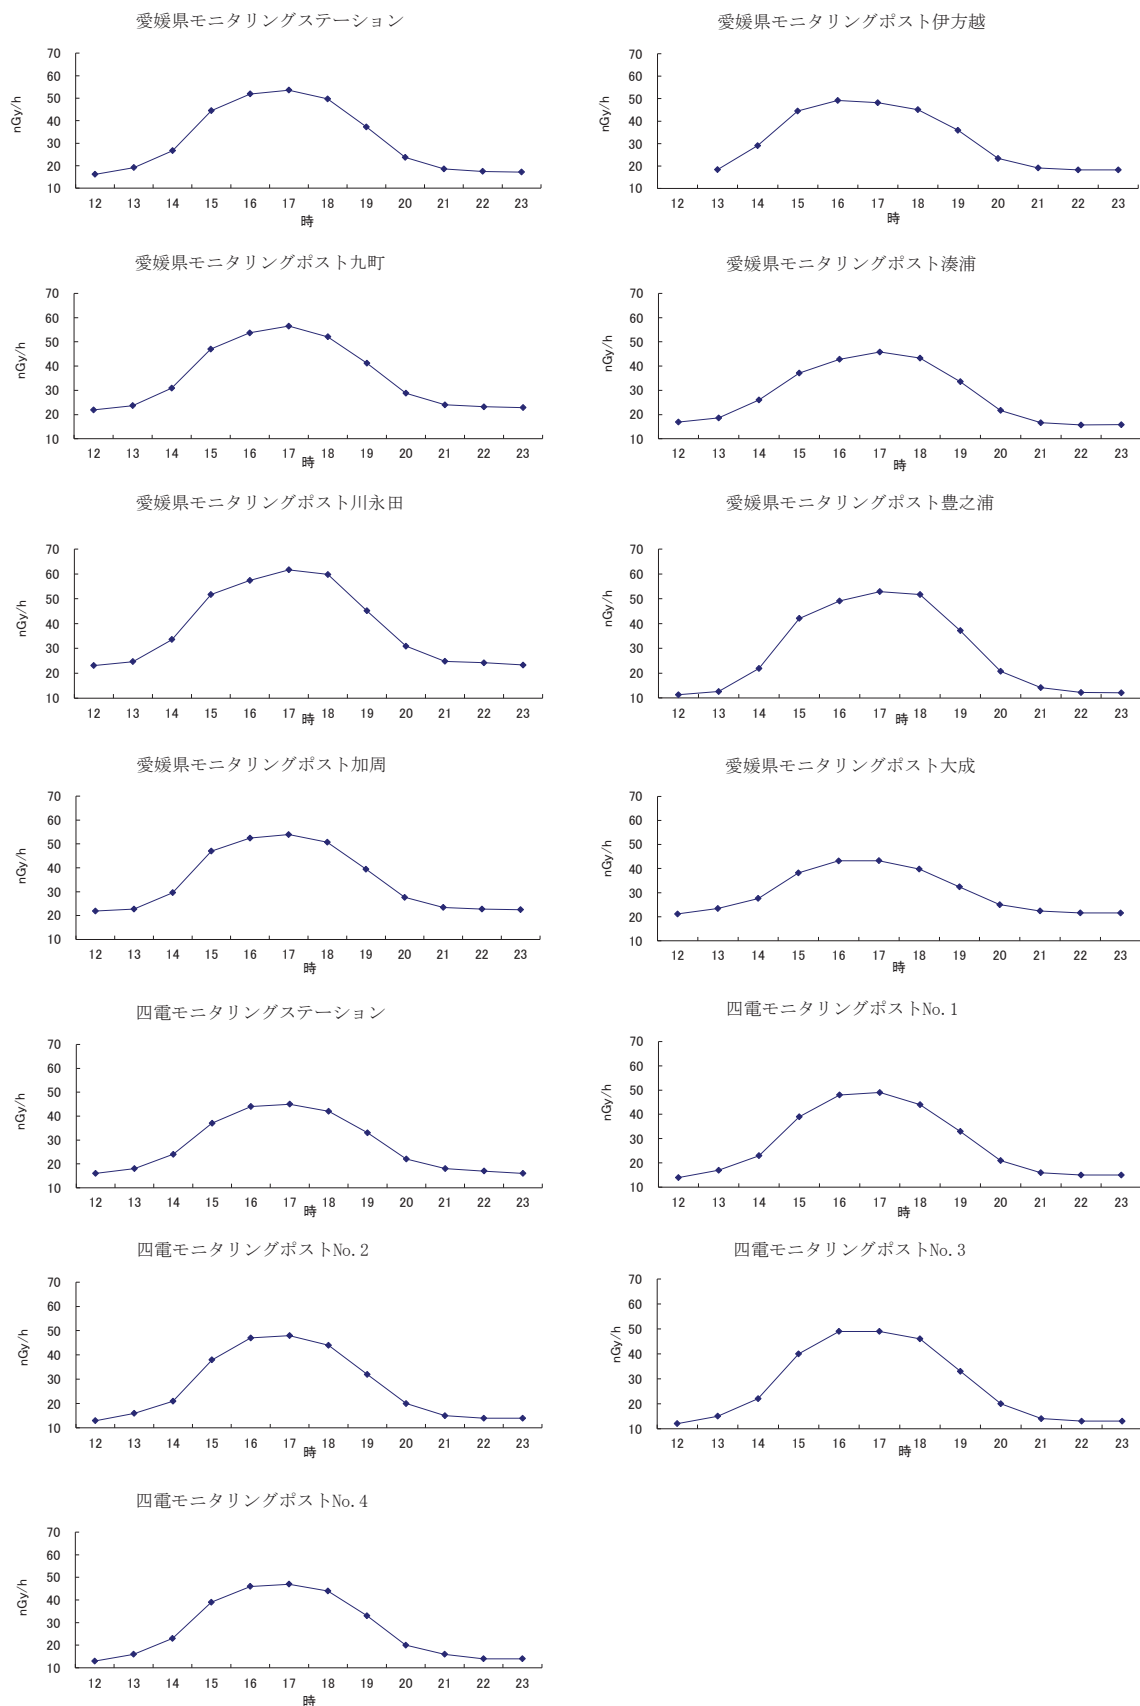 愛媛県モニタリングステーション
70
60
50
40
30
20
10
nGy/h
12 13 14 15 16 17 18 19 20 21 22 23
時
愛媛県モニタリングポスト伊方越
70
60
50
40
30
20
10
nGy/h
12 13 14 15 16 17 18 19 20 21 22 23
時
愛媛県モニタリングポスト九町
70
60
50
40
30
20
10
nGy/h
12 13 14 15 16 17 18 19 20 21 22 23
時
愛媛県モニタリングポスト湊浦
70
60
50
40
30
20
10
nGy/h
12 13 14 15 16 17 18 19 20 21 22 23
時
愛媛県モニタリングポスト川永田
70
60
50
40
30
20
10
nGy/h
12 13 14 15 16 17 18 19 20 21 22 23
時
愛媛県モニタリングポスト豊之浦
70
60
50
40
30
20
10
nGy/h
12 13 14 15 16 17 18 19 20 21 22 23
時
愛媛県モニタリングポスト加周
70
60
50
40
30
20
10
nGy/h
12 13 14 15 16 17 18 19 20 21 22 23
時
愛媛県モニタリングポスト大成
70
60
50
40
30
20
10
nGy/h
12 13 14 15 16 17 18 19 20 21 22 23
時
四電モニタリングステーション
70
60
50
40
30
20
10
nGy/h
12 13 14 15 16 17 18 19 20 21 22 23
時
四電モニタリングポストNo.1
70
60
50
40
30
20
10
nGy/h
12 13 14 15 16 17 18 19 20 21 22 23
時
四電モニタリングポストNo.2
70
60
50
40
30
20
10
nGy/h
12 13 14 15 16 17 18 19 20 21 22 23
時
四電モニタリングポストNo.3
70
60
50
40
30
20
10
nGy/h
12 13 14 15 16 17 18 19 20 21 22 23
時
四電モニタリングポストNo.4
70
60
50
40
30
20
10
nGy/h
12 13 14 15 16 17 18 19 20 21 22 23
時